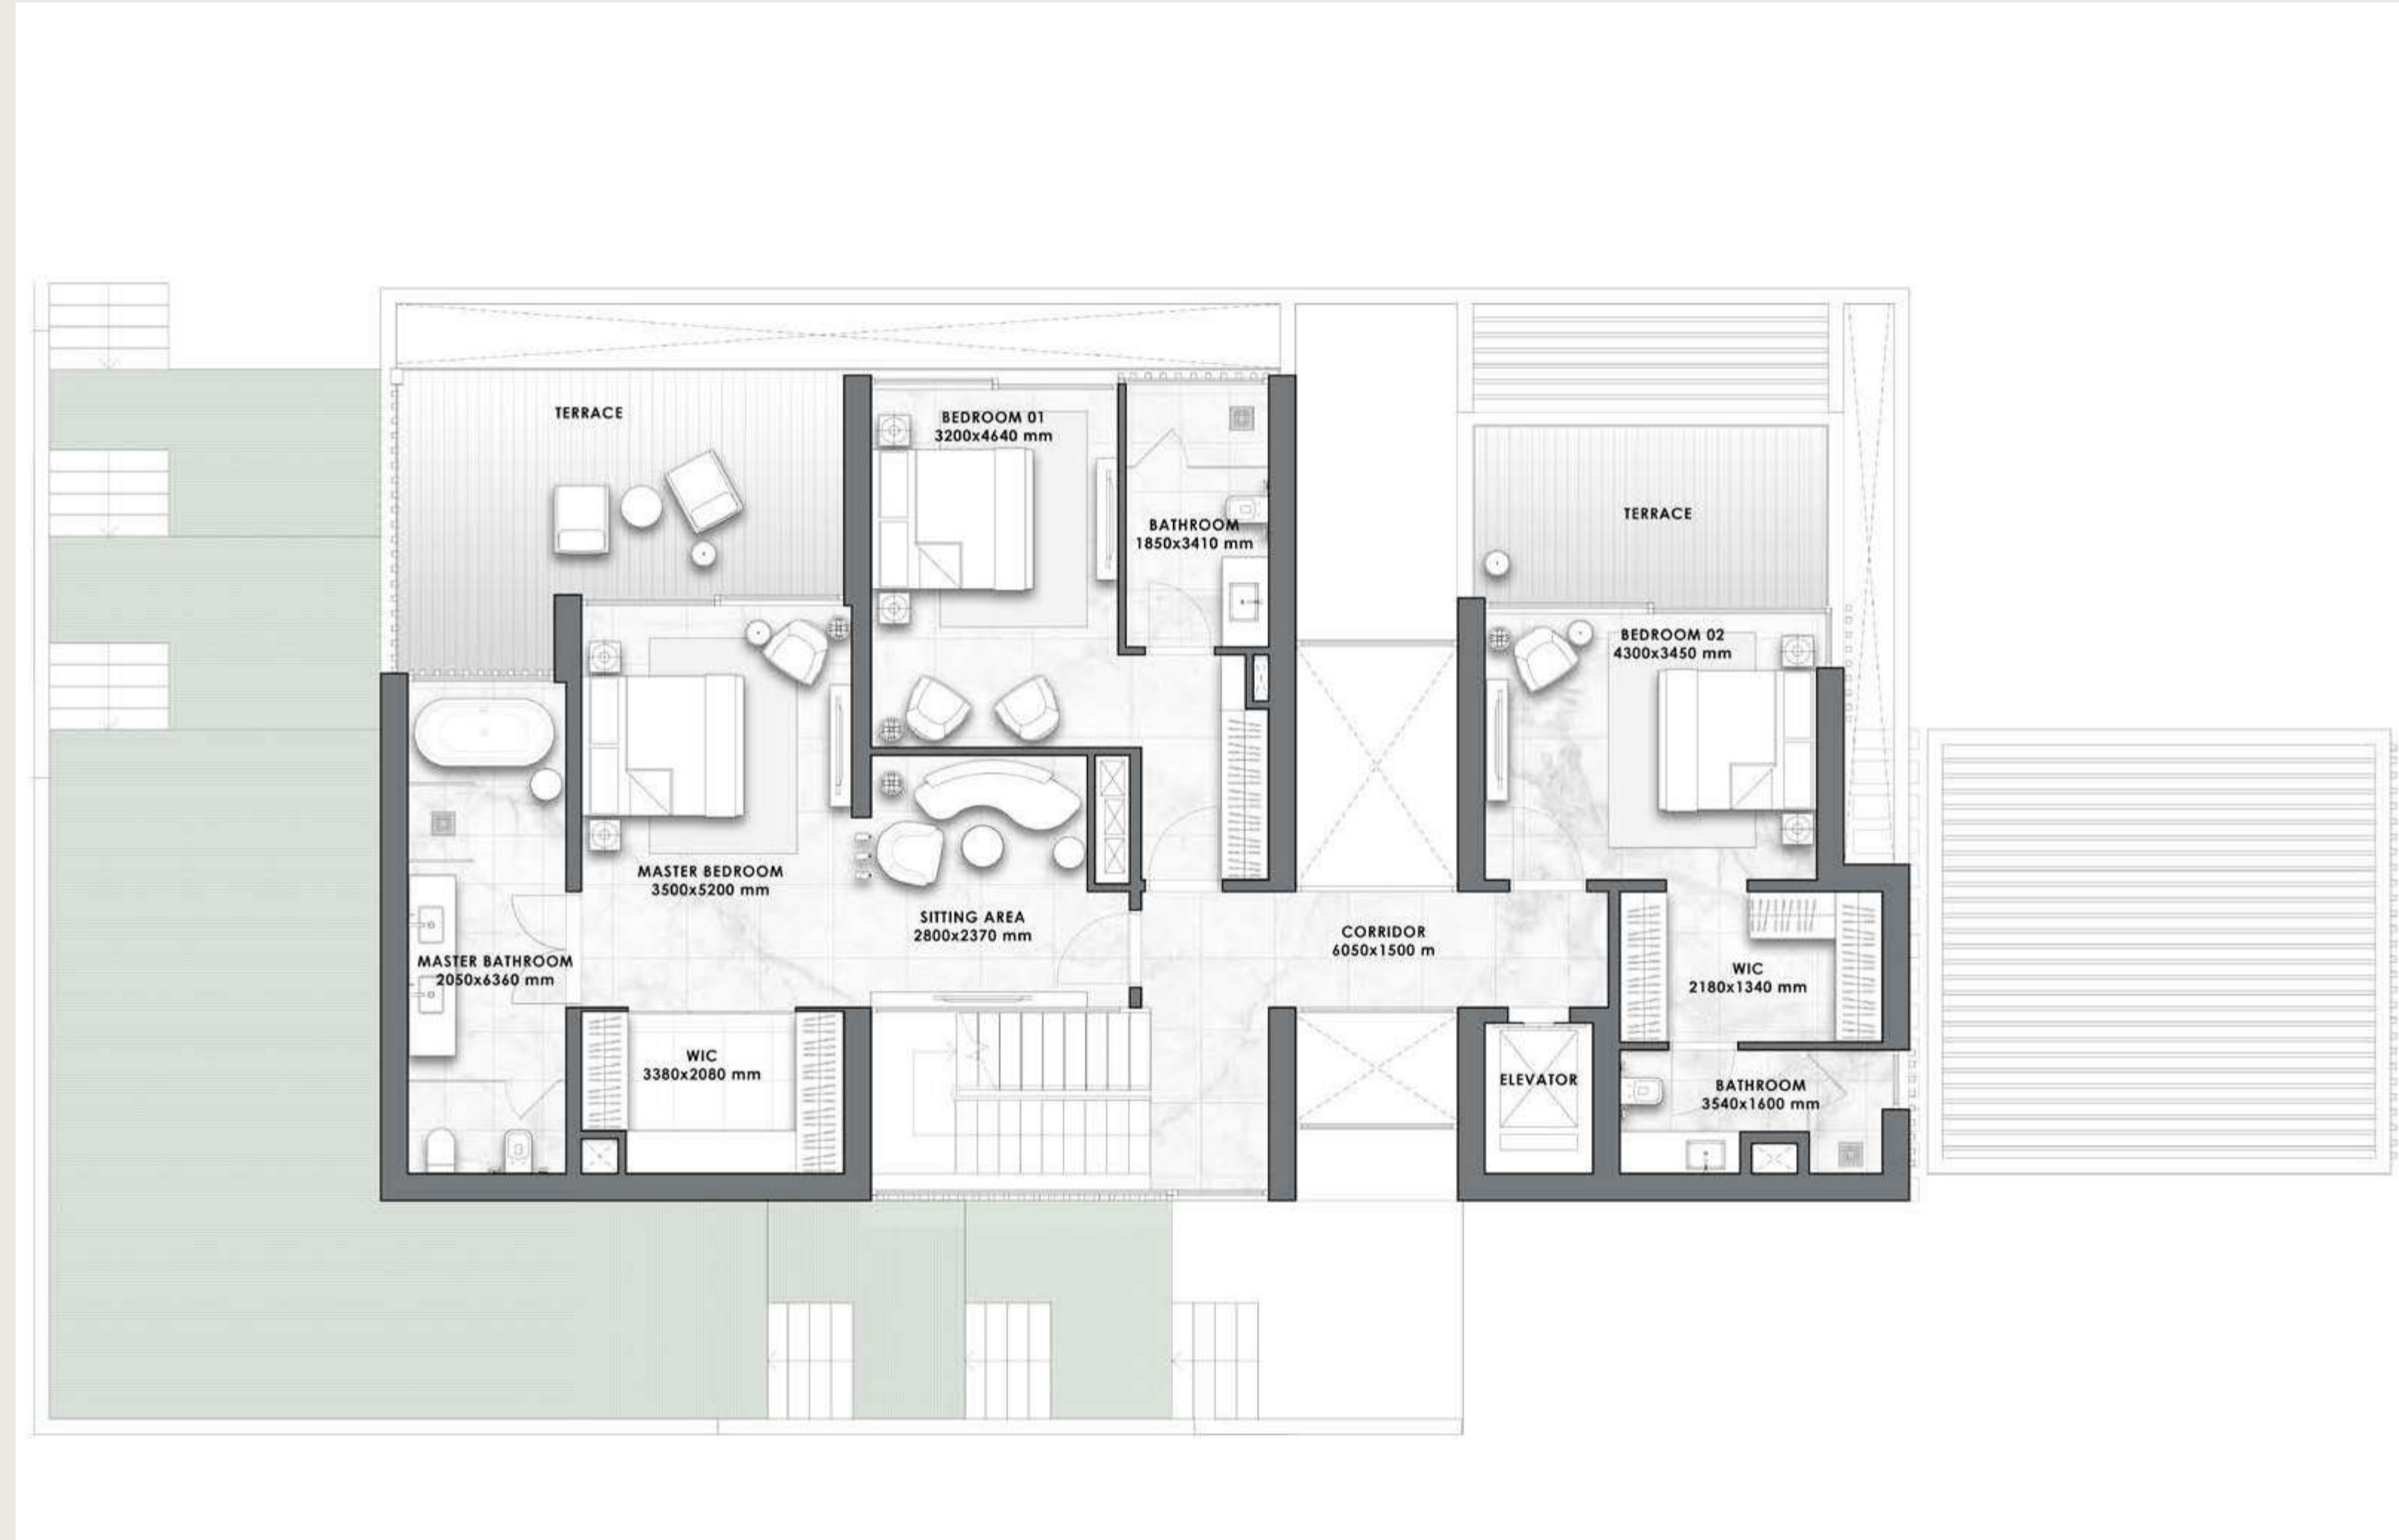 TERRACE
BEDROOM 01
3200x4640 mm
BATHROOM
1850x3410 mm
TERRACE
BEDROOM 02
4300x3450 mm
MASTER BEDROOM
3500x5200 mm
SITTING AREA
2800x2370 mm
CORRIDOR
6050x1500 m
MASTER BATHROOM
2050x6360 mm
WIC
2180x1340 mm
WIC
3380x2080 mm
ELEVATOR
BATHROOM
3540x1600 mm